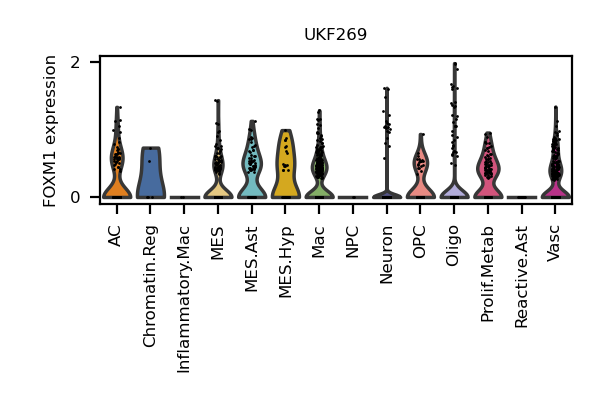 UKF269
FOXM1 expression
2
0
AC
Chromatin.Reg
Inflammatory.Mac
MES
MES.Ast
MES.Hyp
Mac
NPC
Neuron
OPC
Oligo
Prolif.Metab
Reactive.Ast
Vasc